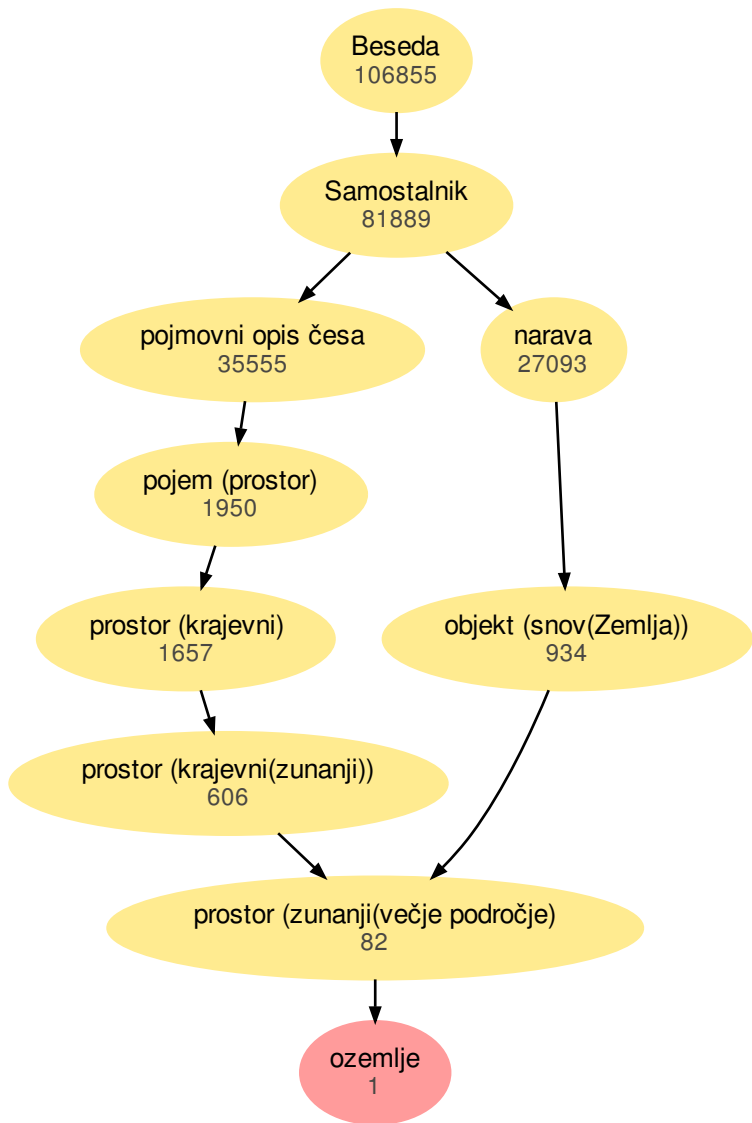 Beseda
106855
Samostalnik
81889
pojmovni opis česa
35555
narava
27093
pojem (prostor)
1950
prostor (krajevni)
1657
objekt (snov(Zemlja))
934
prostor (krajevni(zunanji))
606
prostor (zunanji(večje področje)
82
ozemlje
1